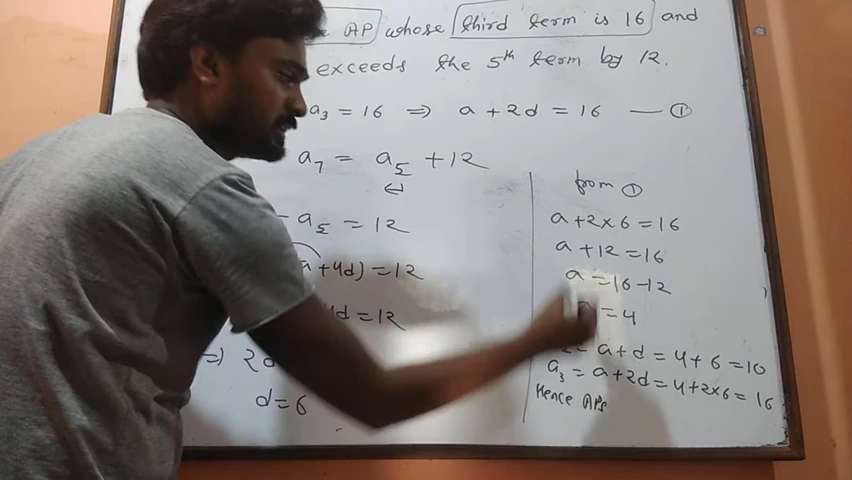 AP whose third term is 16 and
exceeds the 5th term by 12.
a₃ = 16 ⇒ a + 2d = 16 — ①
a₇ = a₅ + 12
- a₅ = 12
a + 4d) = 12
4d = 12
⇒ 2d
d = 6
from ①
a + 2×6 = 16
a + 12 = 16
a = 16 - 12
= 4
= a + d = 4 + 6 = 10
a₃ = a + 2d = 4 + 2×6 = 16
Hence APs